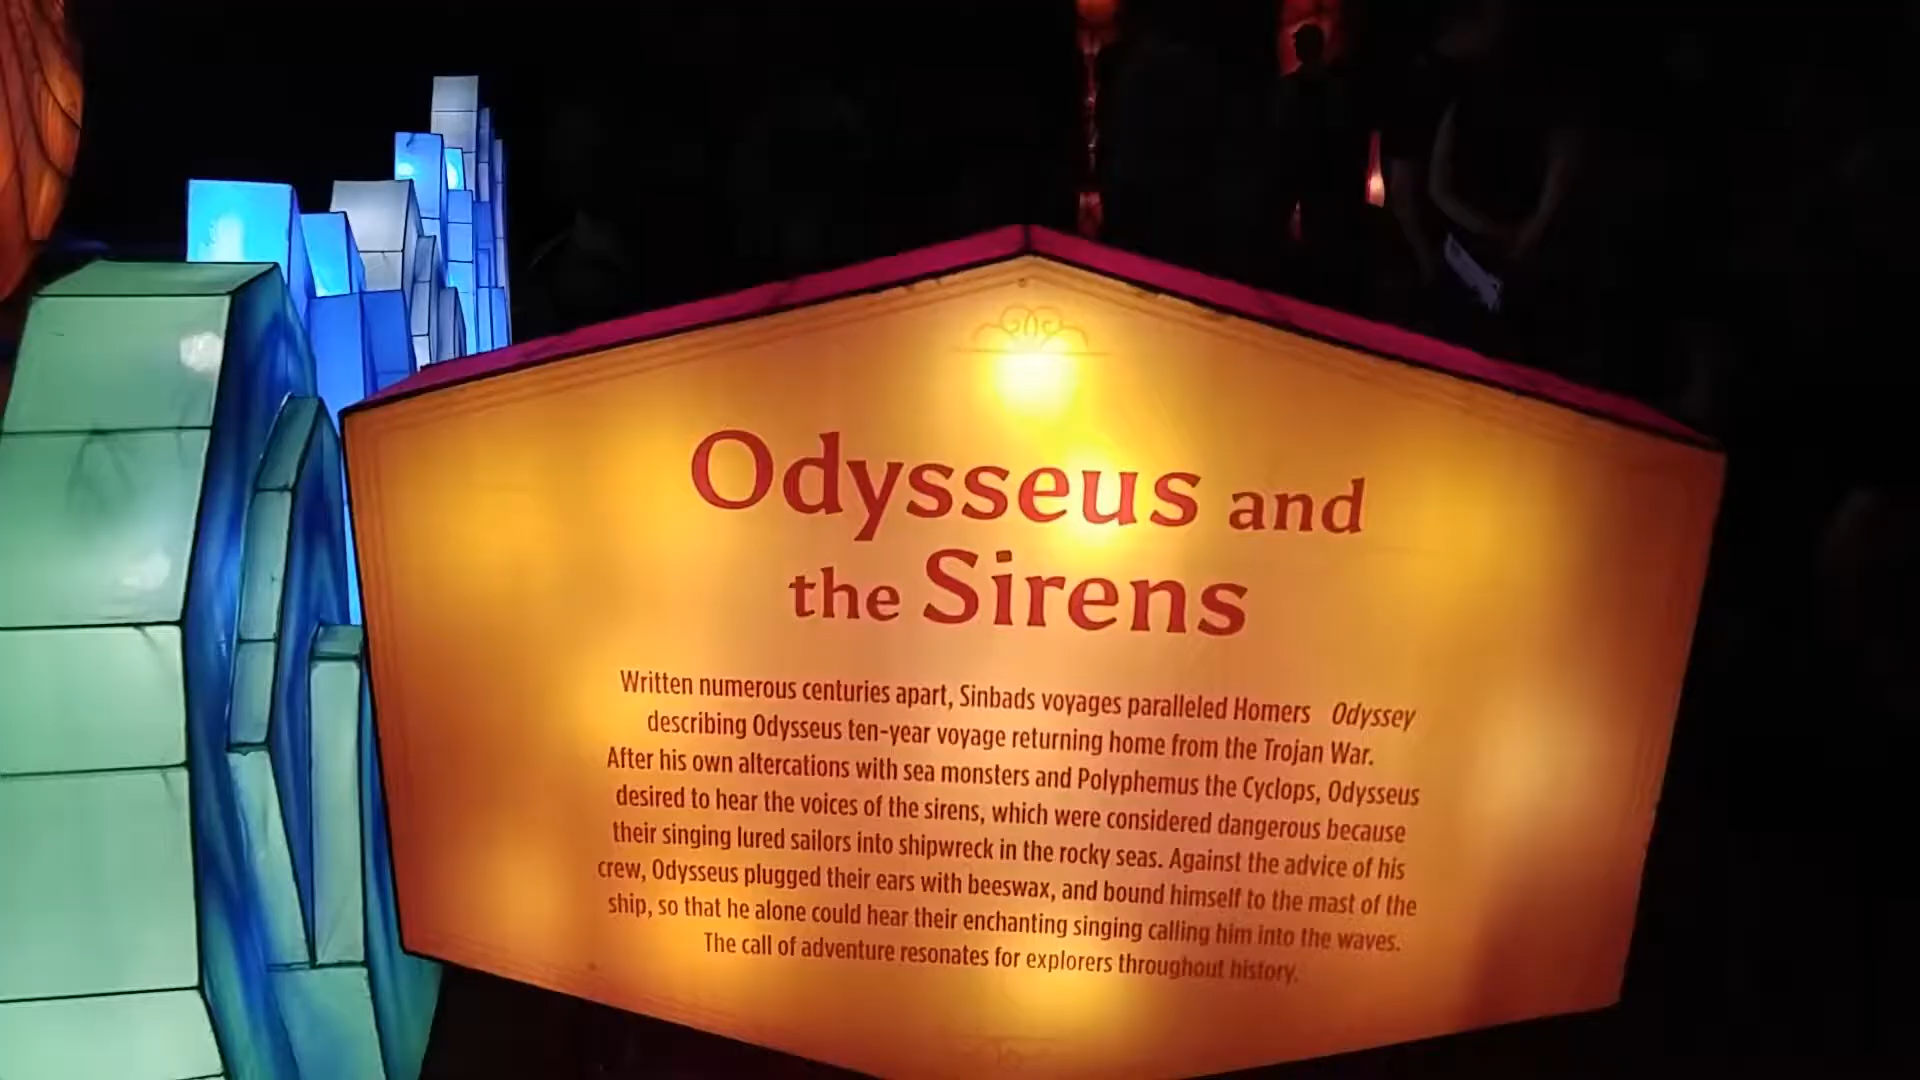 Odysseus and
the Sirens
Written numerous centuries apart, Sinbads voyages paralleled Homers Odyssey
describing Odysseus ten-year voyage returning home from the Trojan War.
After his own altercations with sea monsters and Polyphemus the Cyclops, Odysseus
desired to hear the voices of the sirens, which were considered dangerous because
their singing lured sailors into shipwreck in the rocky seas. Against the advice of his
crew, Odysseus plugged their ears with beeswax, and bound himself to the mast of the
ship, so that he alone could hear their enchanting singing calling him into the waves.
The call of adventure resonates for explorers throughout history.